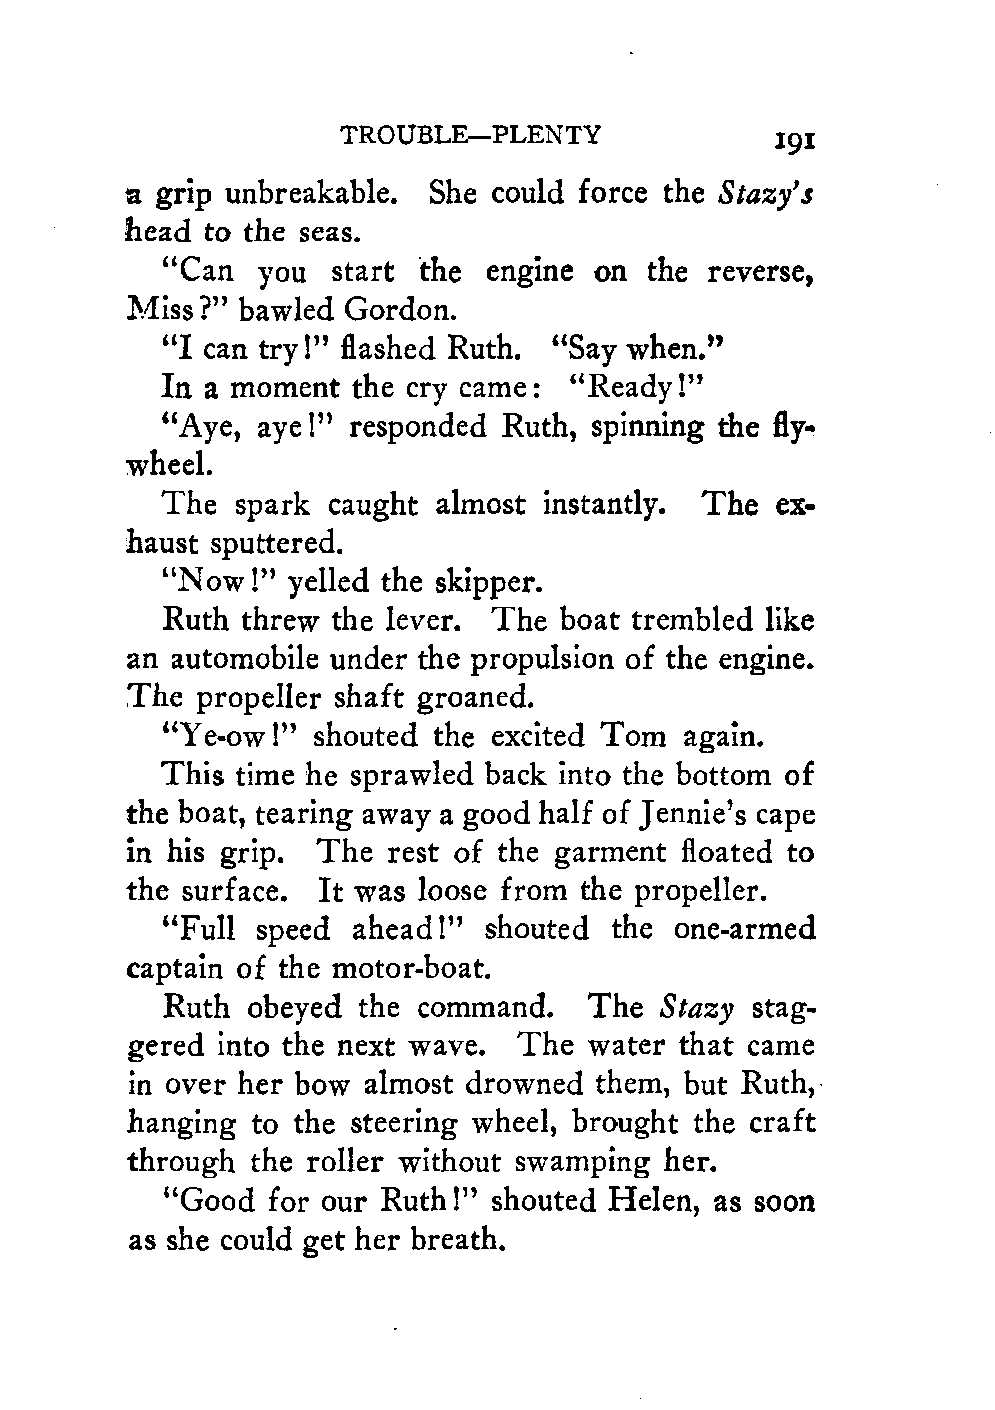 TROUBLE—PLENTY 191
a grip unbreakable. She could force the Stazy's
head to the seas.
"Can you start the engine on the reverse,
Miss?" bawled Gordon.
"I can try!" flashed Ruth. "Say when."
In a moment the cry came: "Ready!"
"Aye, aye!" responded Ruth, spinning the fly-
wheel.
The spark caught almost instantly. The ex-
haust sputtered.
"Now!" yelled the skipper.
Ruth threw the lever. The boat trembled like
an automobile under the propulsion of the engine.
The propeller shaft groaned.
"Ye-ow!" shouted the excited Tom again.
This time he sprawled back into the bottom of
the boat, tearing away a good half of Jennie's cape
in his grip. The rest of the garment floated to
the surface. It was loose from the propeller.
"Full speed ahead!" shouted the one-armed
captain of the motor-boat.
Ruth obeyed the command. The Stazy stag-
gered into the next wave. The water that came
in over her bow almost drowned them, but Ruth,
hanging to the steering wheel, brought the craft
through the roller without swamping her.
"Good for our Ruth!" shouted Helen, as soon
as she could get her breath.